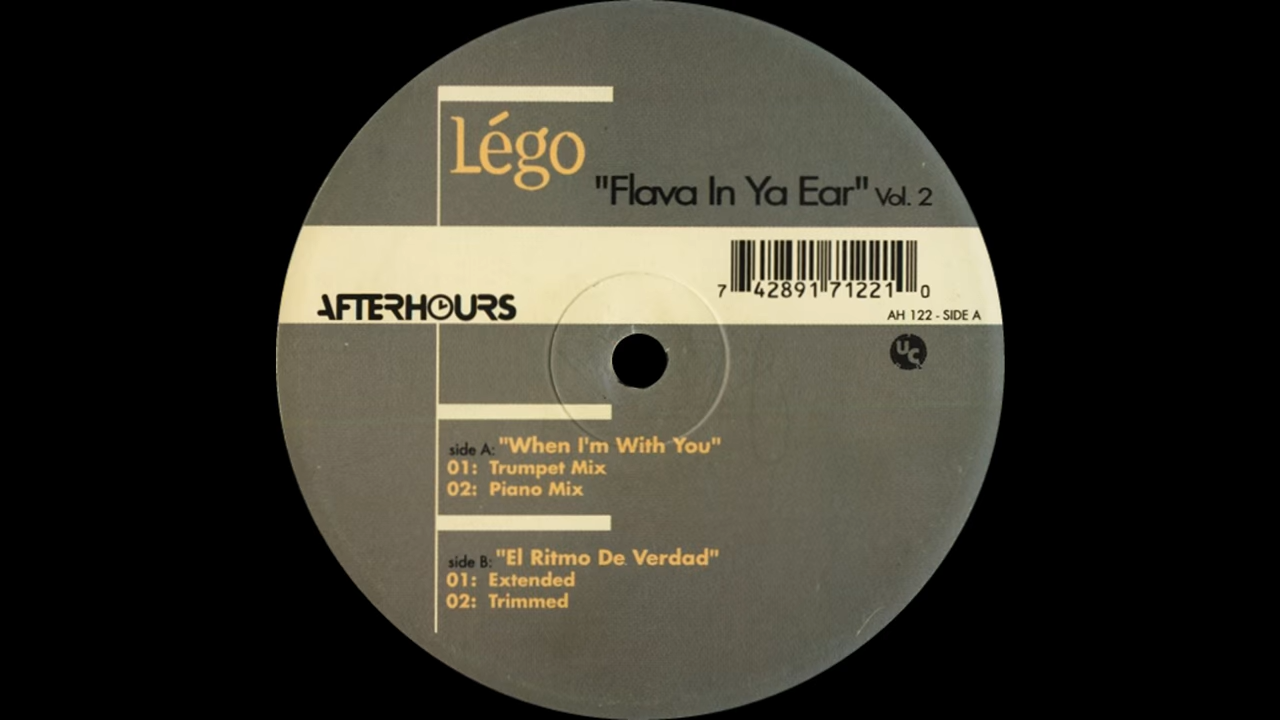 Légo
"Flava In Ya Ear" Vol. 2
7 42891 71221 0
AFTERHOURS
AH 122 - SIDE A
UC
side A: "When I'm With You"
01: Trumpet Mix
02: Piano Mix
side B: "El Ritmo De Verdad"
01: Extended
02: Trimmed